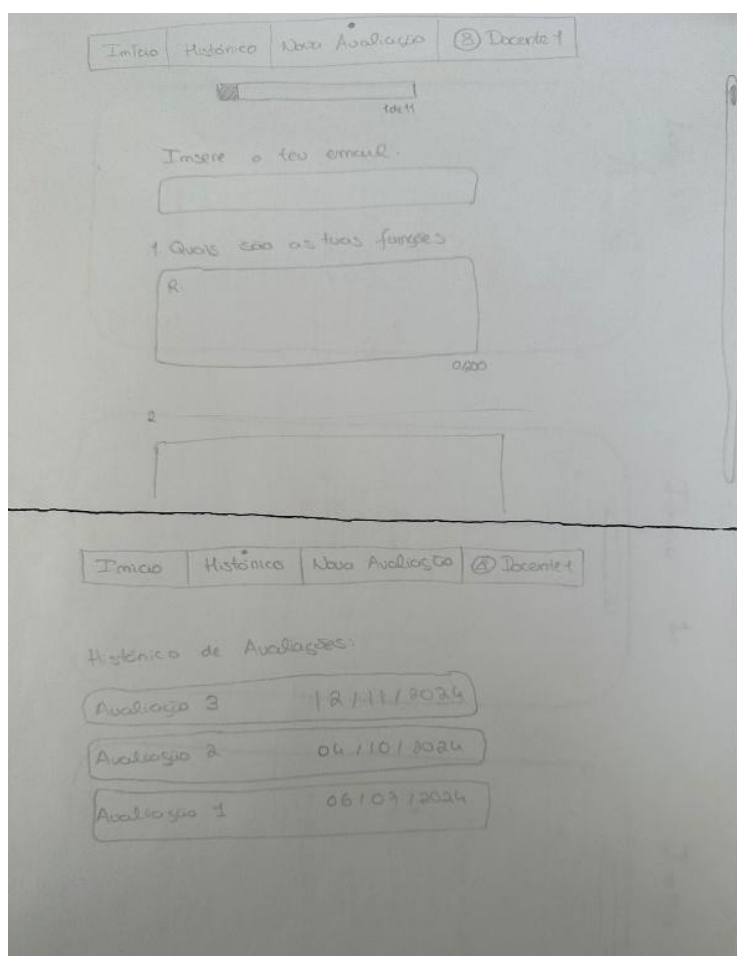 Início Histórico Nova Avaliação Docente 1
1 de 11
Insere o teu email.
1. Quais são as tuas funções
R.
0/200
2
Início Histórico Nova Avaliação Docente 1
Histórico de Avaliações:
Avaliação 3 12/11/2024
Avaliação 2 04/10/2024
Avaliação 1 06/07/2024